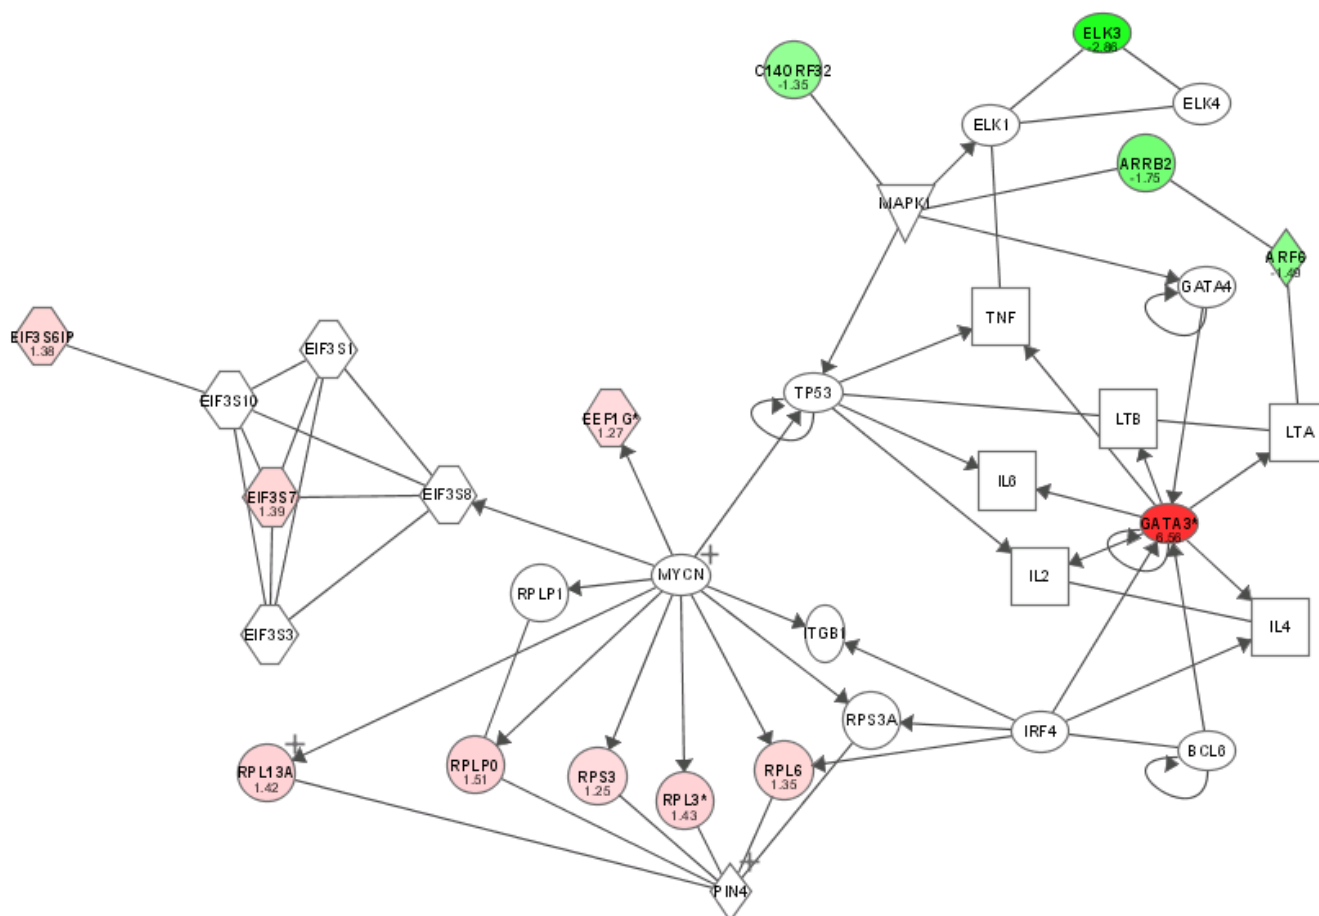 ELK3
-2.86
C14ORF32
-1.35
ELK4
ELK1
ARRB2
-1.75
MAPK1
ARF6
-1.49
GATA4
TNF
EIF3S6IP
1.38
EIF3S1
EIF3S10
TP53
EEF1G*
1.27
LTB
LTA
IL6
EIF3S7
1.39
EIF3S8
GATA3*
6.56
MYCN
IL2
RPLP1
ITGB1
IL4
EIF3S3
RPS3A
IRF4
BCL6
RPL13A
1.42
RPLP0
1.51
RPS3
1.25
RPL3*
1.43
RPL6
1.35
PIN4